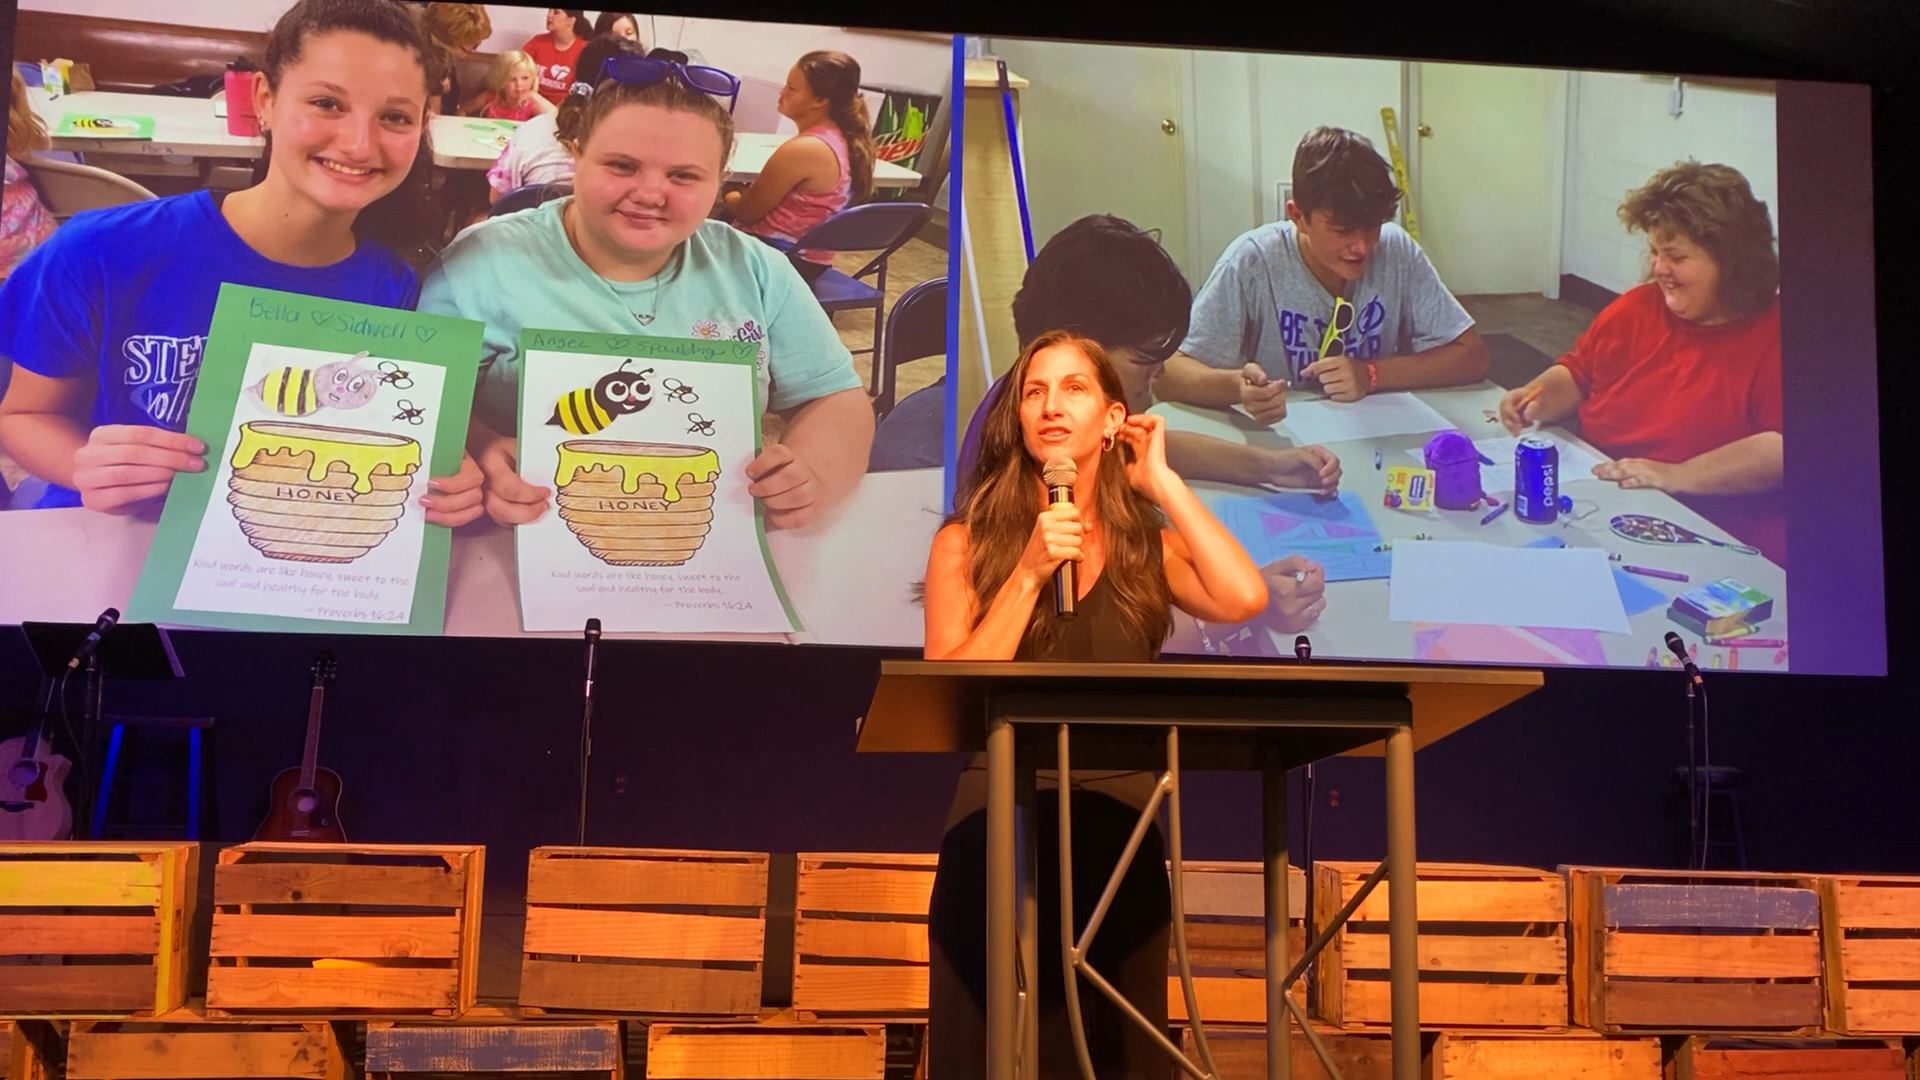 Bella ♡ Sidwell ♡
HONEY
Kind words are like honey, sweet to the
soul and healthy for the body.
~ Proverbs 16:24
Angel ♡ Spaulding ♡
HONEY
Kind words are like honey, sweet to the
soul and healthy for the body.
~ Proverbs 16:24
BE THE
pepsi